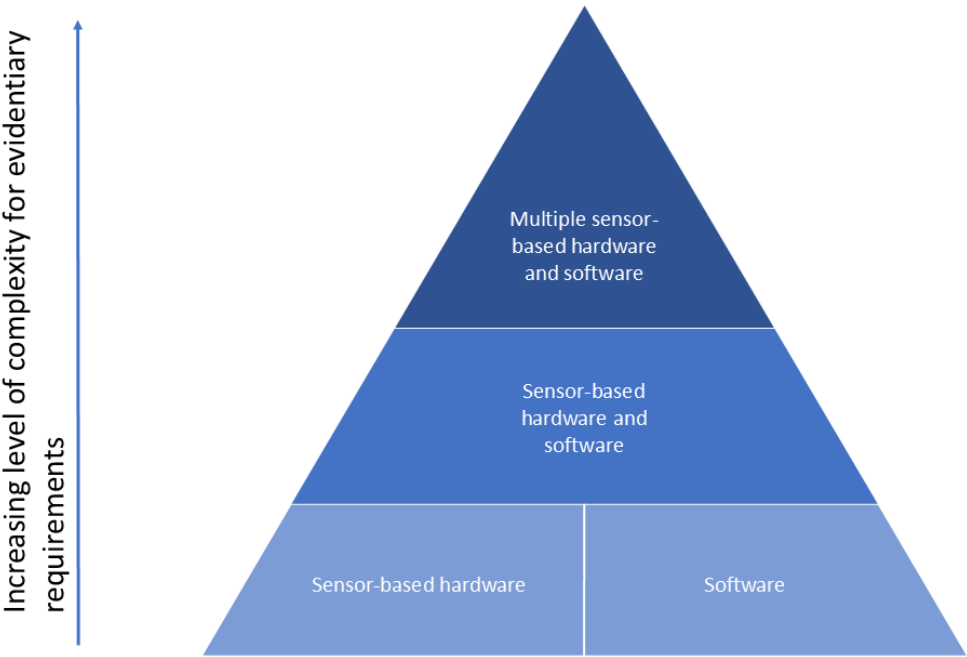 Increasing level of complexity for evidentiary
requirements
Multiple sensor-
based hardware
and software
Sensor-based
hardware and
software
Sensor-based hardware
Software